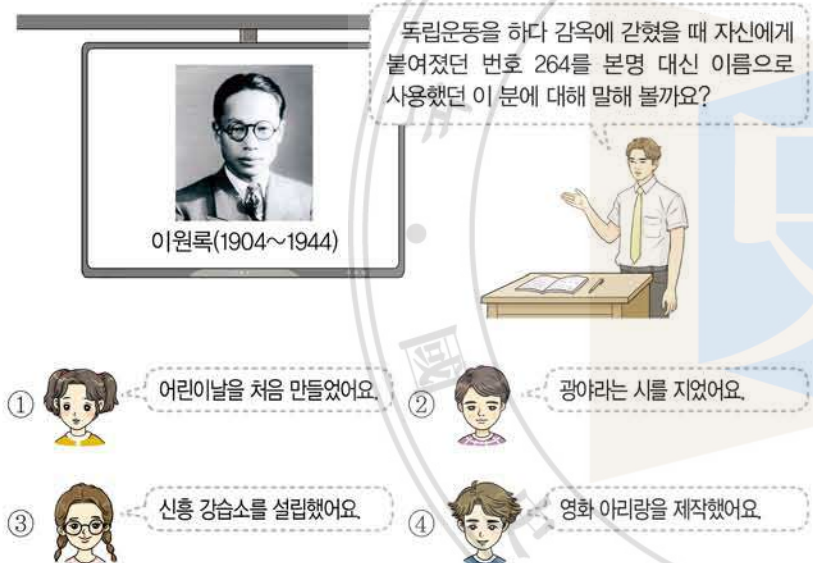 독립운동을 하다 감옥에 갇혔을 때 자신에게
붙여졌던 번호 264를 본명 대신 이름으로
사용했던 이 분에 대해 말해 볼까요?
이원록(1904~1944)
① 어린이날을 처음 만들었어요.
② 광야라는 시를 지었어요.
③ 신흥 강습소를 설립했어요.
④ 영화 아리랑을 제작했어요.
國